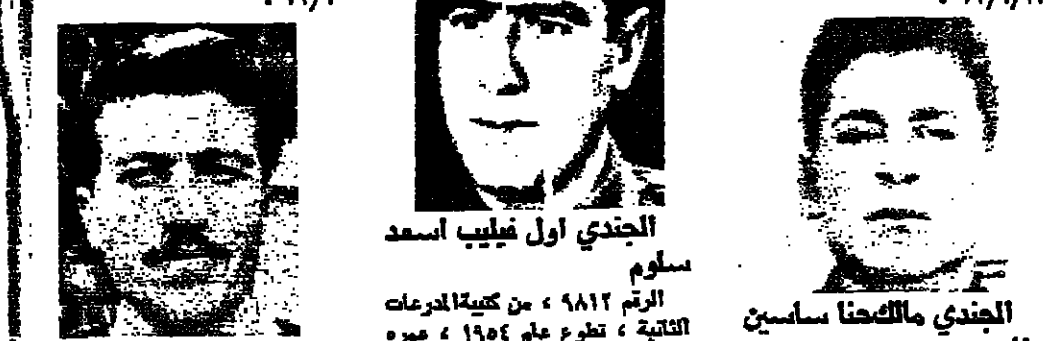 الجندي اول فيليب اسعد
سلوم
الرقم ٩٨١٢ ، من كتيبة المدرعات
الثانية ، تطوع عام ١٩٥٤ ، عمره
الجندي مالك حنا ساسين